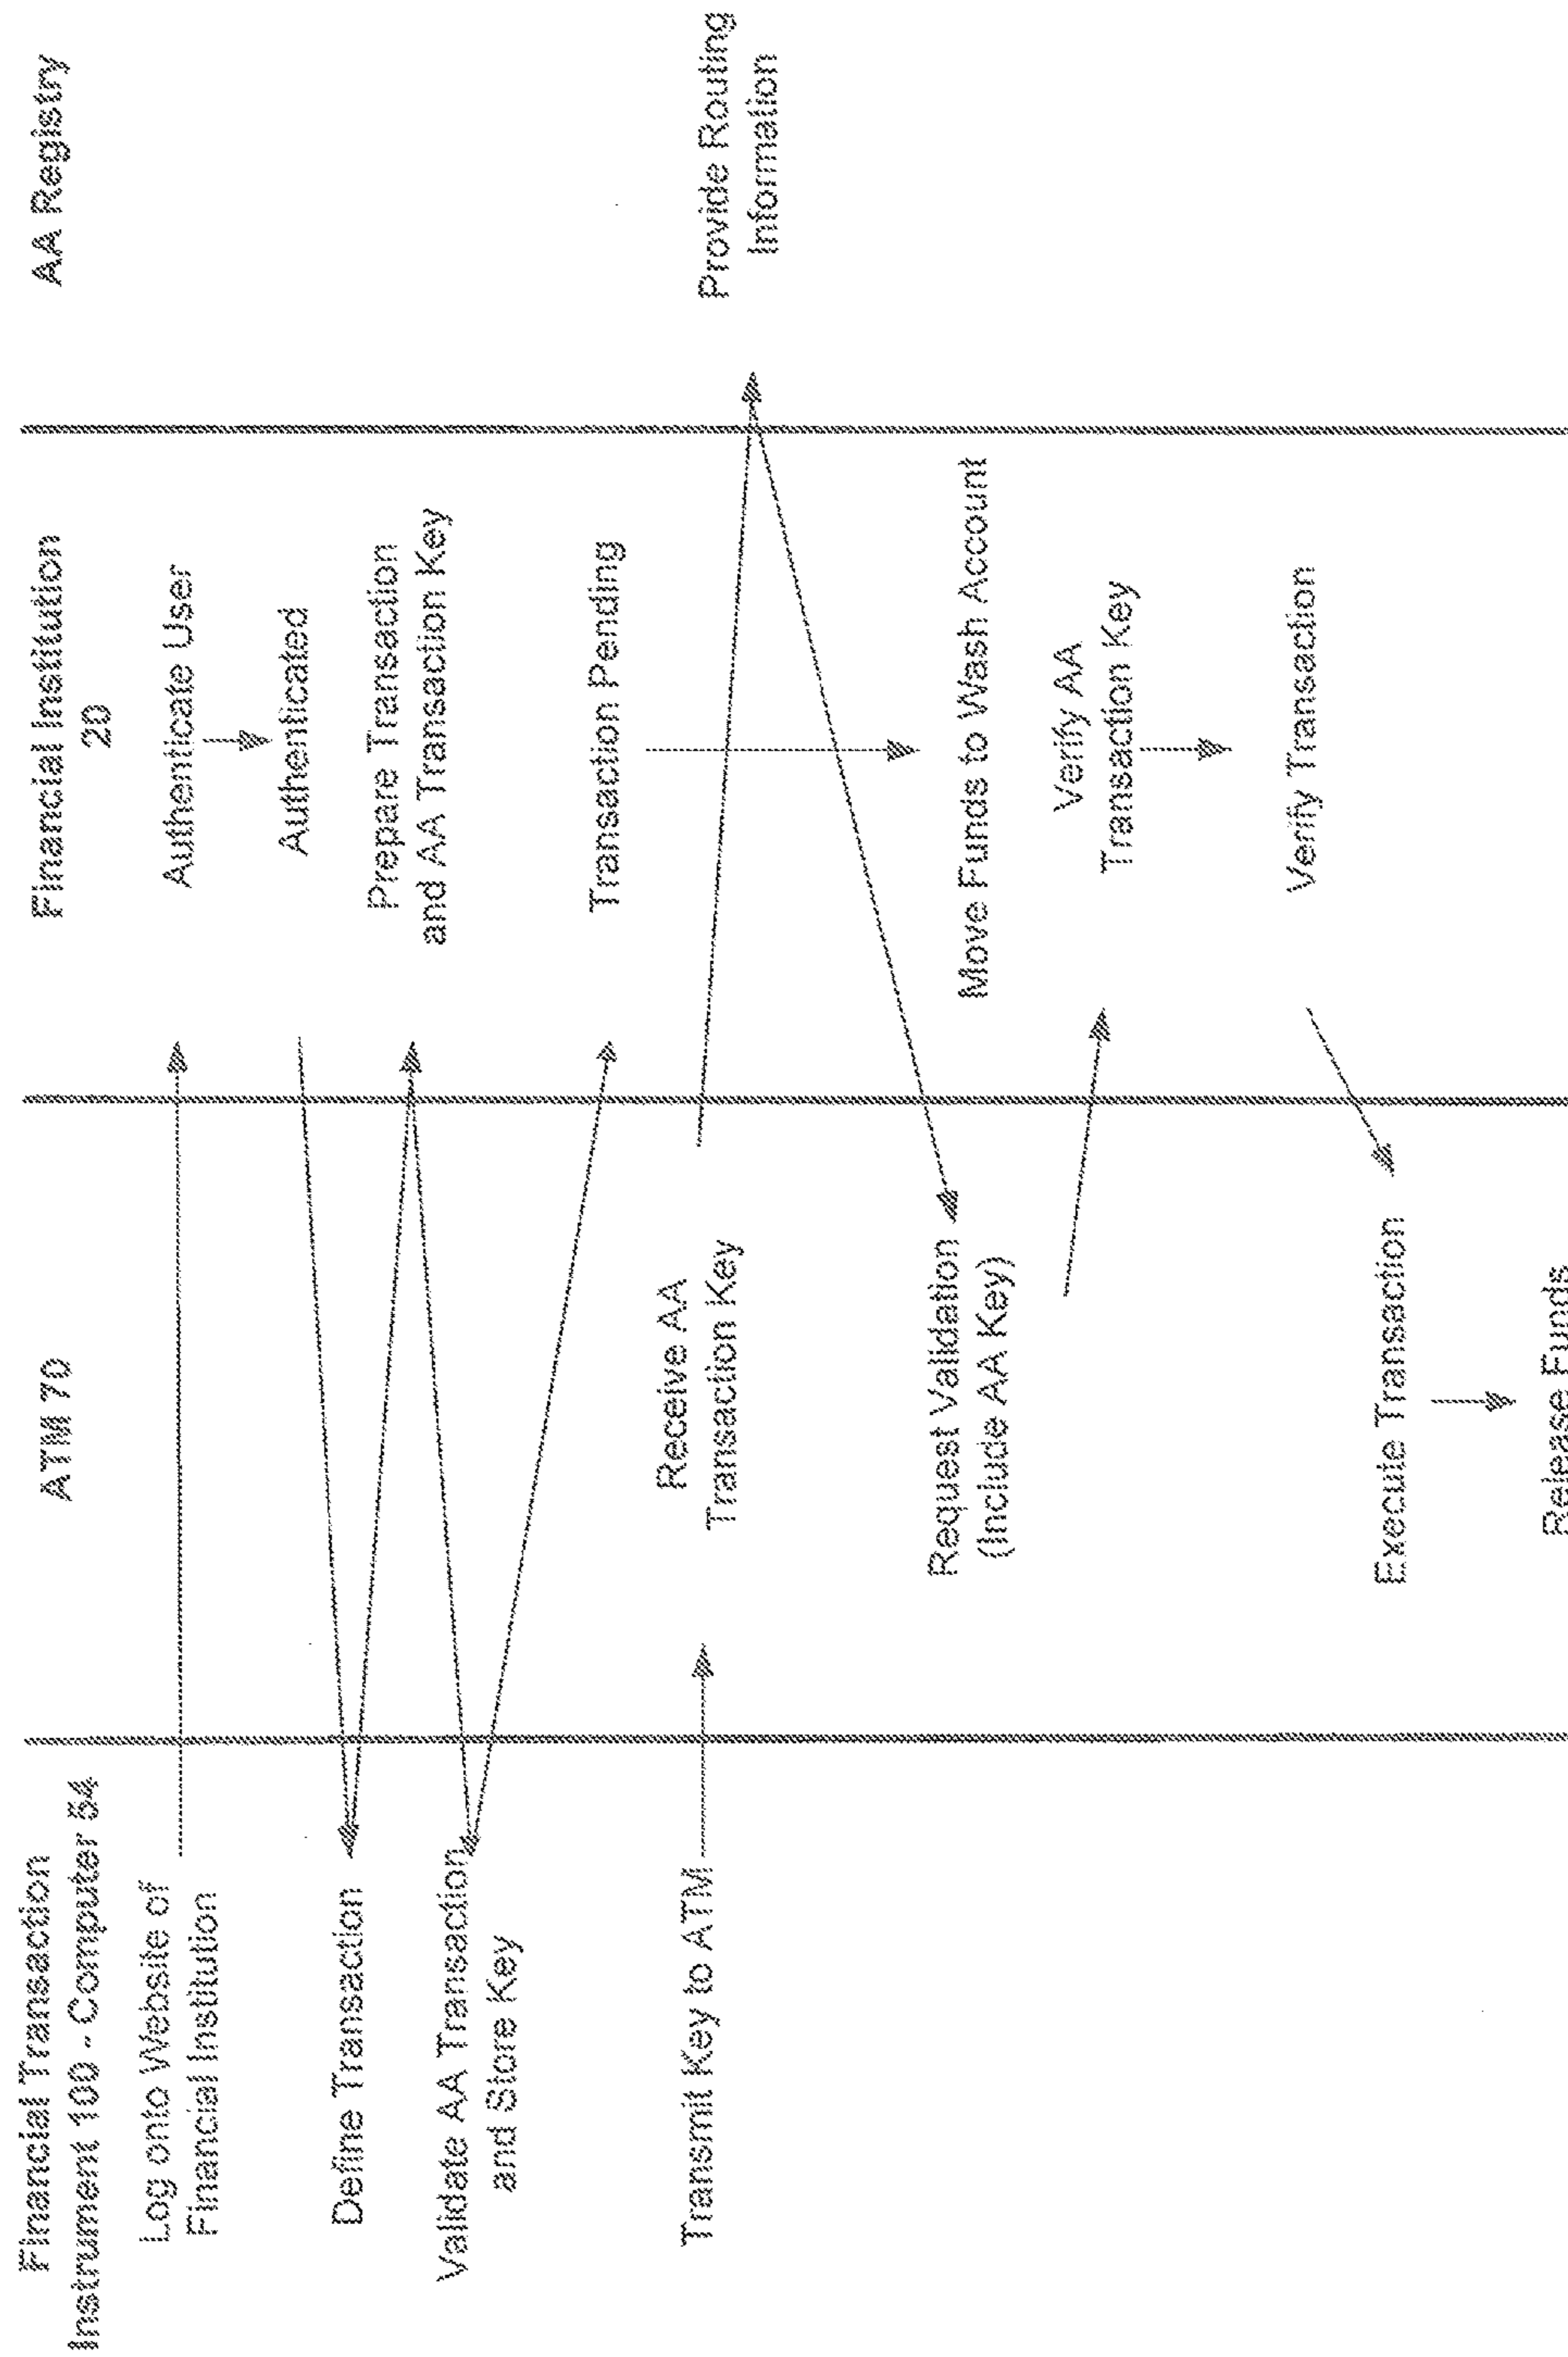 Financial Transaction
Instrument 100 - Computer 54
ATM 70
Financial Institution
20
AA Registry
Log onto Website of
Financial Institution
Authenticate User
Authenticated
Define Transaction
Prepare Transaction
and AA Transaction Key
Validate AA Transaction
and Store Key
Transaction Pending
Transmit Key to ATM
Receive AA
Transaction Key
Provide Routing
Information
Request Validation
(Include AA Key)
Move Funds to Wash Account
Verify AA
Transaction Key
Verify Transaction
Execute Transaction
Release Funds